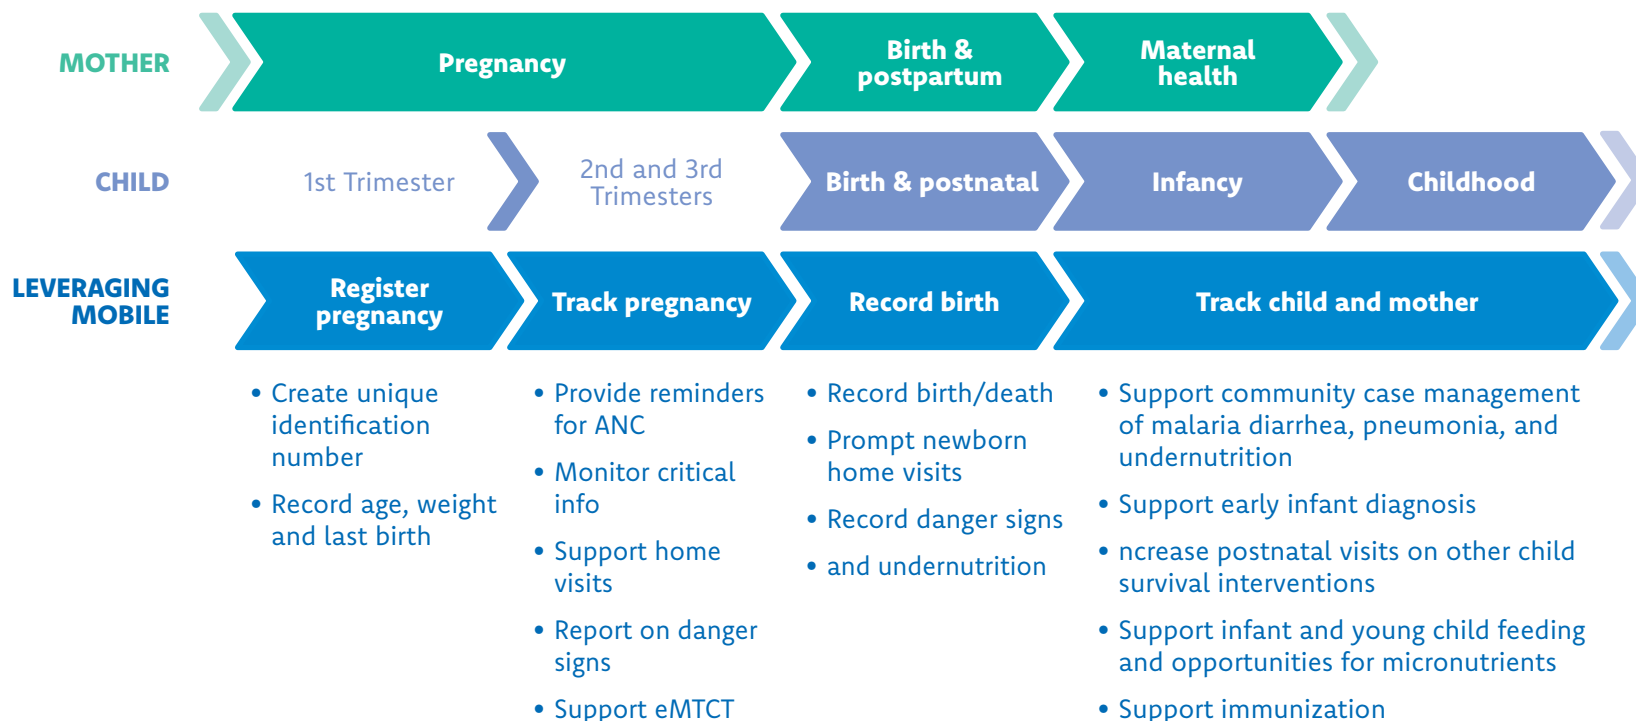 MOTHER
Pregnancy
Birth &
postpartum
Maternal
health
CHILD
1st Trimester
2nd and 3rd
Trimesters
Birth & postnatal
Infancy
Childhood
LEVERAGING
MOBILE
Register
pregnancy
Track pregnancy
Record birth
Track child and mother
• Create unique
identification
number
• Record age, weight
and last birth
• Provide reminders
for ANC
• Monitor critical
info
• Support home
visits
• Report on danger
signs
• Support eMTCT
• Record birth/death
• Prompt newborn
home visits
• Record danger signs
• and undernutrition
• Support community case management
of malaria diarrhea, pneumonia, and
undernutrition
• Support early infant diagnosis
• ncrease postnatal visits on other child
survival interventions
• Support infant and young child feeding
and opportunities for micronutrients
• Support immunization